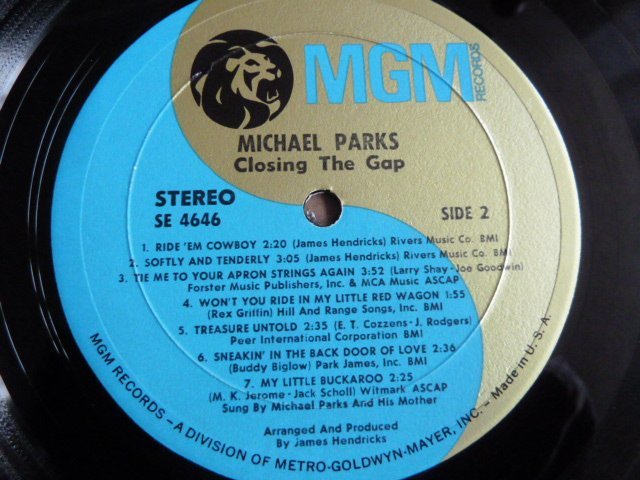 MGM
RECORDS
MICHAEL PARKS
Closing The Gap
STEREO
SE 4646
SIDE 2
1. RIDE 'EM COWBOY 2:20 (James Hendricks) Rivers Music Co. BMI
2. SOFTLY AND TENDERLY 3:05 (James Hendricks) Rivers Music Co. BMI
3. TIE ME TO YOUR APRON STRINGS AGAIN 3:52 (Larry Shay-Joe Goodwin)
Forster Music Publishers, Inc. & MCA Music ASCAP
4. WON'T YOU RIDE IN MY LITTLE RED WAGON 1:55
(Rex Griffin) Hill And Range Songs, Inc. BMI
5. TREASURE UNTOLD 2:35 (E. T. Cozzens-J. Rodgers)
Peer International Corporation BMI
6. SNEAKIN' IN THE BACK DOOR OF LOVE 2:36
(Buddy Biglow) Park James, Inc. BMI
7. MY LITTLE BUCKAROO 2:25
(M. K. Jerome-Jack Scholl) Witmark ASCAP
Sung By Michael Parks And His Mother
Arranged And Produced
By James Hendricks
MGM RECORDS-A DIVISION OF METRO-GOLDWYN-MAYER, INC.-Made in U. S. A.